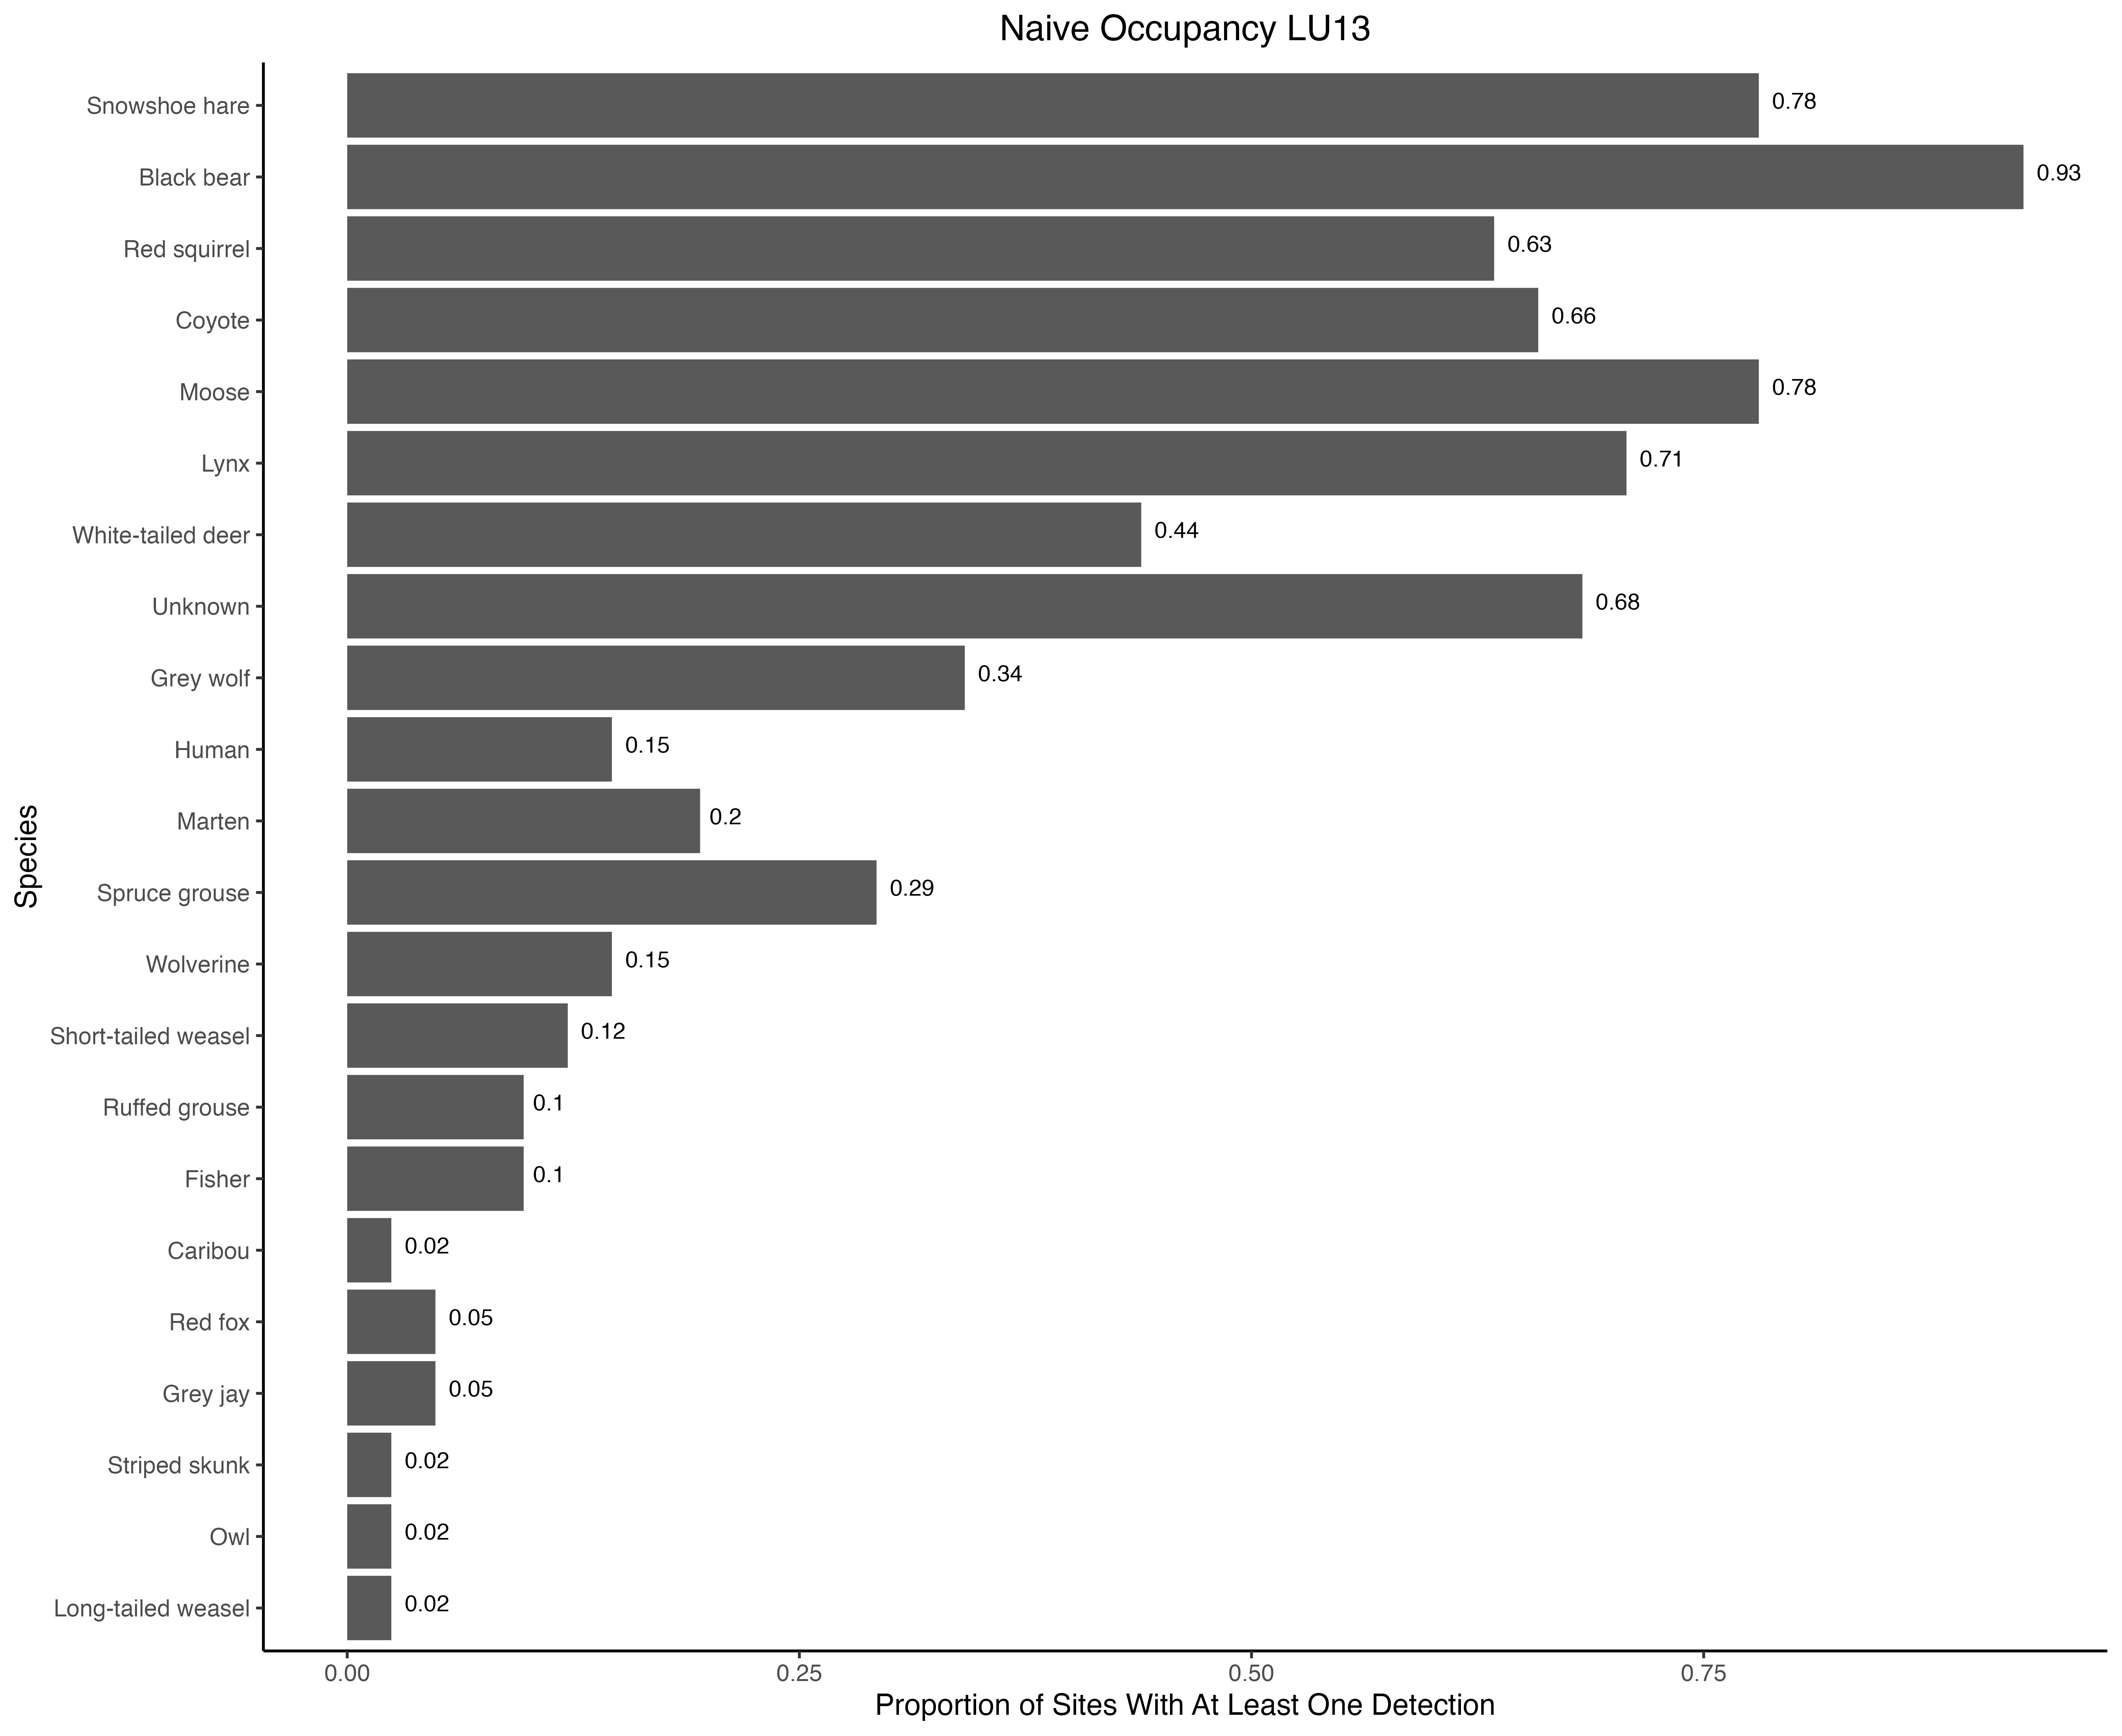 Naive Occupancy LU13
Snowshoe hare 0.78
Black bear 0.93
Red squirrel 0.63
Coyote 0.66
Moose 0.78
Lynx 0.71
White-tailed deer 0.44
Unknown 0.68
Grey wolf 0.34
Human 0.15
Marten 0.2
Spruce grouse 0.29
Wolverine 0.15
Short-tailed weasel 0.12
Ruffed grouse 0.1
Fisher 0.1
Caribou 0.02
Red fox 0.05
Grey jay 0.05
Striped skunk 0.02
Owl 0.02
Long-tailed weasel 0.02
Species
0.00 0.25 0.50 0.75
Proportion of Sites With At Least One Detection